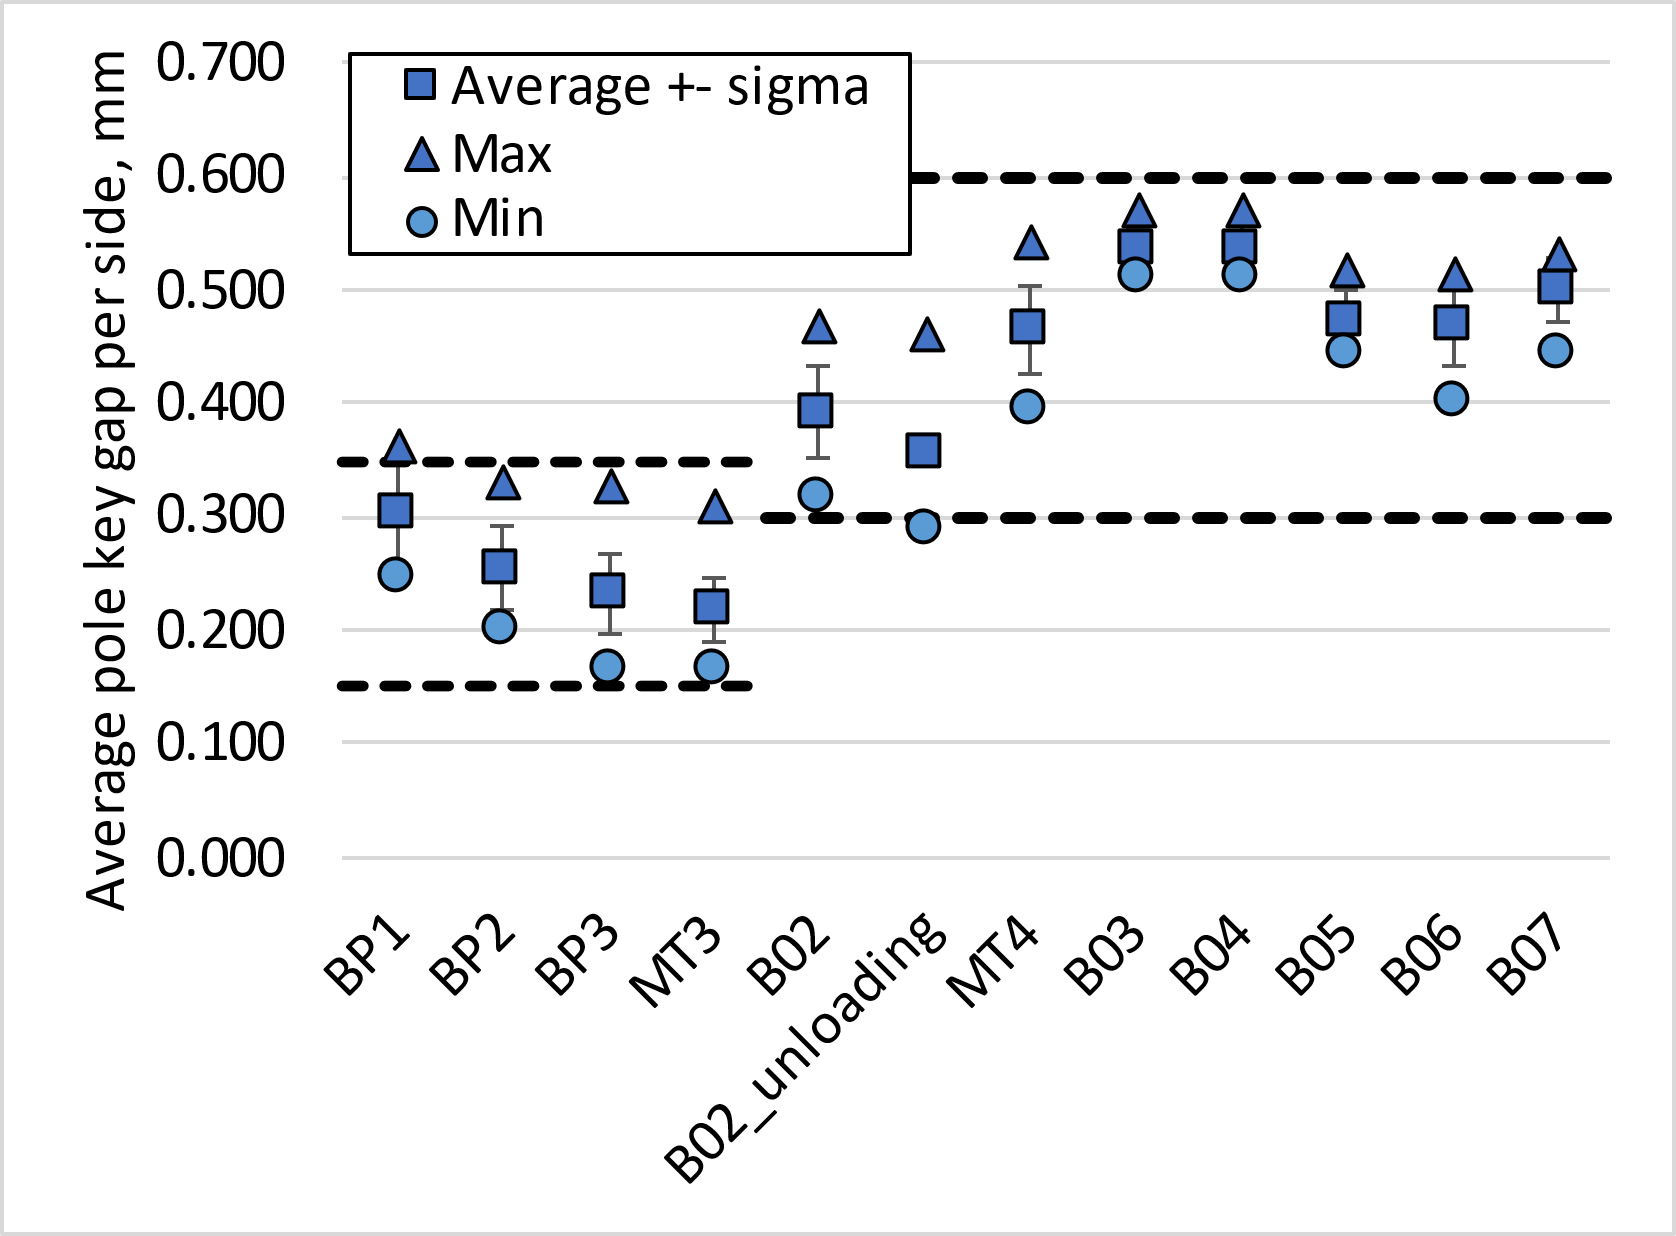 Average pole key gap per side, mm
0.700
0.600
0.500
0.400
0.300
0.200
0.100
0.000
Average +- sigma
Max
Min
BP1
BP2
BP3
MT3
B02
B02_unloading
MT4
B03
B04
B05
B06
B07